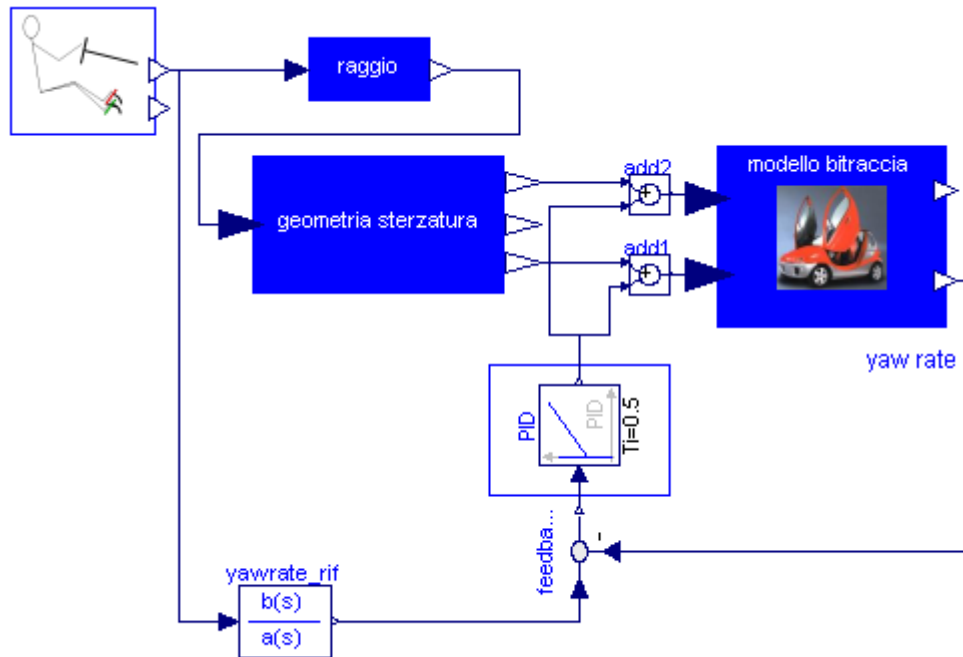 raggio
add2
modello bitraccia
geometria sterzatura
+
add1
+
yaw rate
PID
PID
Ti=0.5
feedba...
-
yawrate_rif
b(s)
a(s)